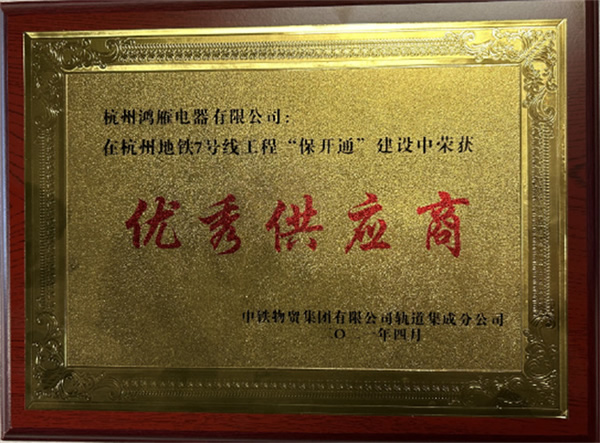 杭州鸿雁电器有限公司：
在杭州地铁7号线工程“保开通”建设中荣获
优秀供应商
中铁物贸集团有限公司轨道集成分公司
二〇二一年四月